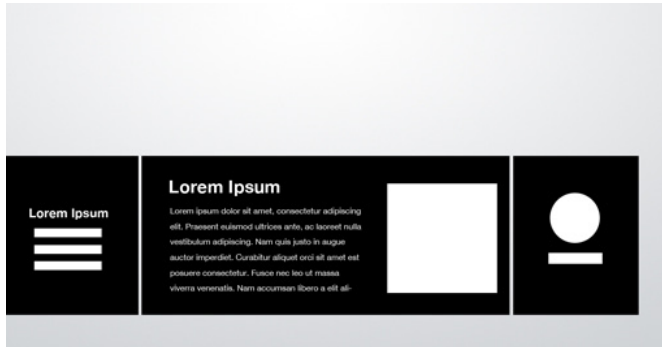 Lorem Ipsum
Lorem Ipsum
Lorem ipsum dolor sit amet, consectetur adipiscing
elit. Praesent euismod ultrices ante, ac laoreet nulla
vestibulum adipiscing. Nam quis justo in augue
auctor imperdiet. Curabitur aliquet orci sit amet est
posuere consectetur. Fusce nec leo ut massa
viverra venenatis. Nam accumsan libero a elit ali-